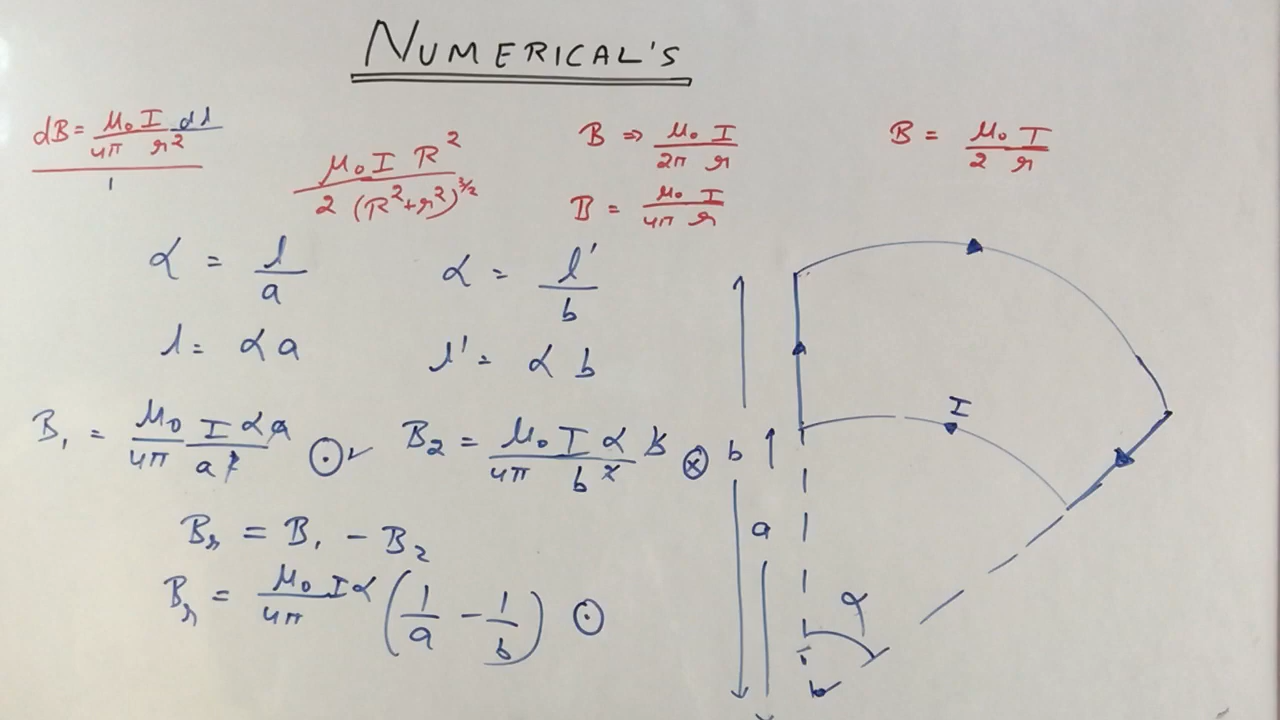 NUMERICAL'S
dB = μ₀ I dl / 4π r²
μ₀ I R² / 2 (R² + r²)^3/2
B ⇒ μ₀ I / 2π r
B = μ₀ I / 4π r
B = μ₀ I / 2 r
α = l / a
α = l' / b
l = α a
l' = α b
B₁ = μ₀ I α a / 4π a² ⊙
B₂ = μ₀ I α b / 4π b² ⊗
Bᵣ = B₁ − B₂
Bᵣ = μ₀ I α / 4π (1/a − 1/b) ⊙
I
b
a
α